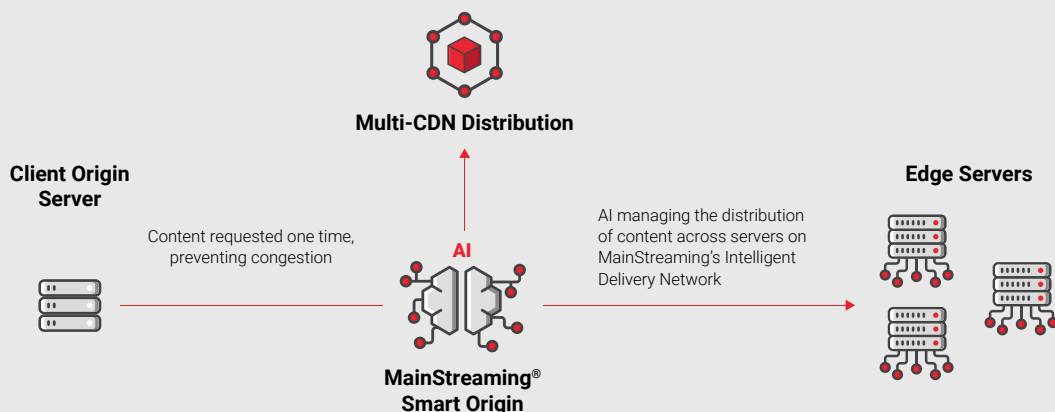 Multi-CDN Distribution
Client Origin
Server
Content requested one time,
preventing congestion
AI
MainStreaming®
Smart Origin
AI managing the distribution
of content across servers on
MainStreaming’s Intelligent
Delivery Network
Edge Servers